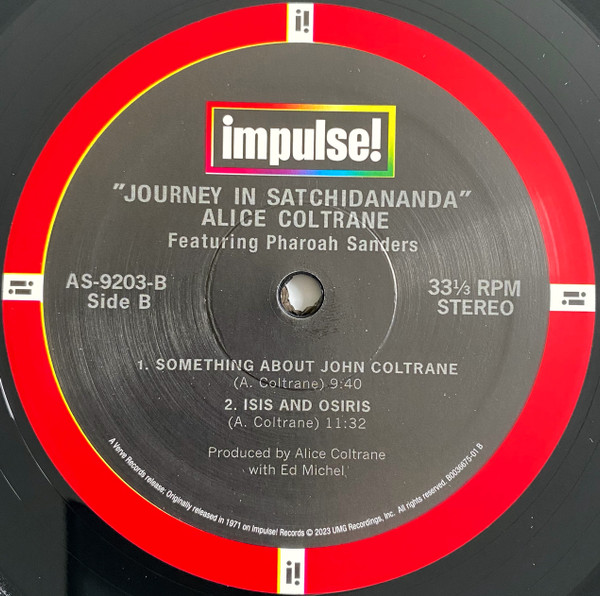 i!
impulse!
"JOURNEY IN SATCHIDANANDA"
ALICE COLTRANE
Featuring Pharoah Sanders
AS-9203-B
Side B
33⅓ RPM
STEREO
i!
i!
1. SOMETHING ABOUT JOHN COLTRANE
(A. Coltrane) 9:40
2. ISIS AND OSIRIS
(A. Coltrane) 11:32
Produced by Alice Coltrane
with Ed Michel
A Verve Records release; Originally released in 1971 on Impulse! Records © 2023 UMG Recordings, Inc. All rights reserved. B0036675-01 B
i!